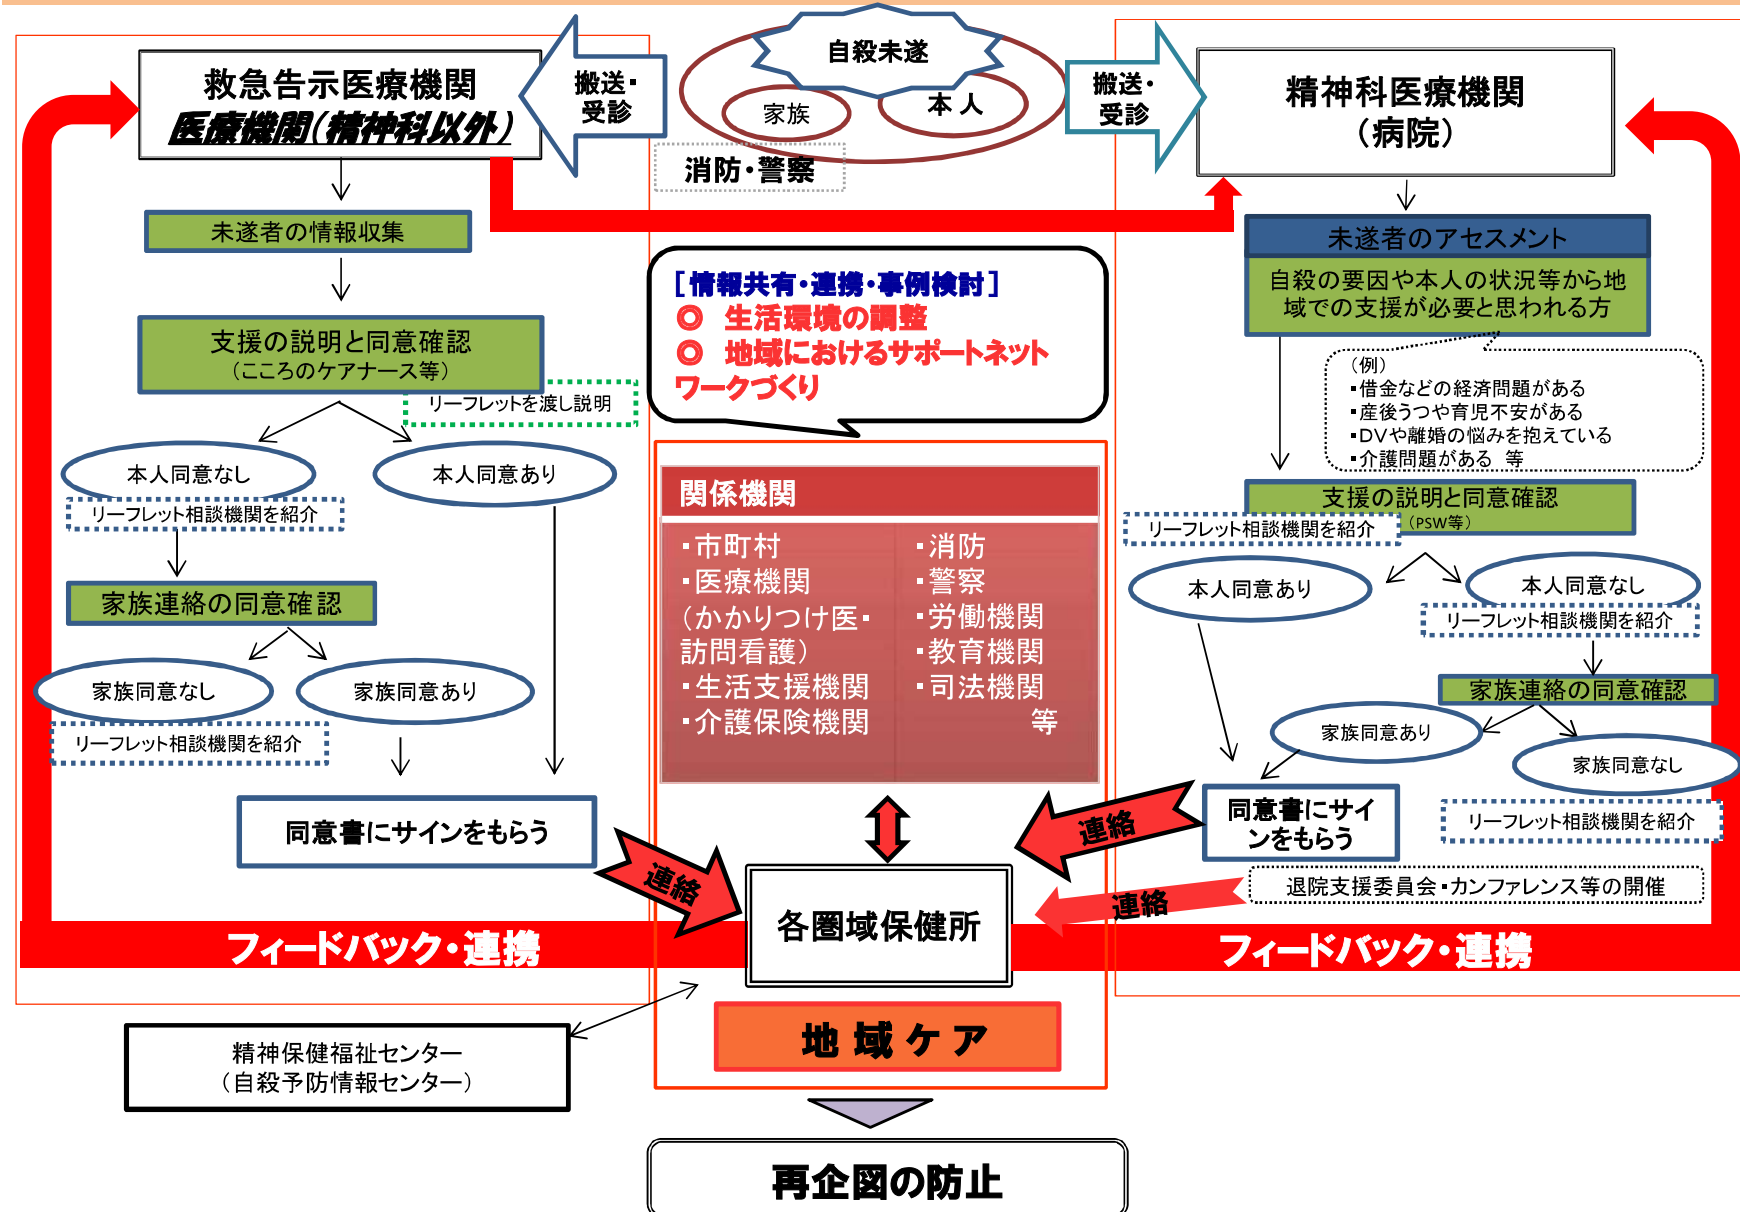 自殺未遂
家族
本人
消防・警察
搬送・
受診
搬送・
受診
救急告示医療機関
医療機関(精神科以外)
未遂者の情報収集
支援の説明と同意確認
(こころのケアナース等)
リーフレットを渡し説明
本人同意なし
本人同意あり
リーフレット相談機関を紹介
家族連絡の同意確認
家族同意なし
家族同意あり
リーフレット相談機関を紹介
同意書にサインをもらう
連絡
フィードバック・連携
精神保健福祉センター
(自殺予防情報センター)
[情報共有・連携・事例検討]
◎ 生活環境の調整
◎ 地域におけるサポートネット
ワークづくり
関係機関
・市町村
・医療機関
(かかりつけ医・
訪問看護)
・生活支援機関
・介護保険機関
・消防
・警察
・労働機関
・教育機関
・司法機関
等
各圏域保健所
地域ケア
再企図の防止
精神科医療機関
(病院)
未遂者のアセスメント
自殺の要因や本人の状況等から地
域での支援が必要と思われる方
(例)
・借金などの経済問題がある
・産後うつや育児不安がある
・DVや離婚の悩みを抱えている
・介護問題がある 等
支援の説明と同意確認
(PSW等)
リーフレット相談機関を紹介
本人同意あり
本人同意なし
リーフレット相談機関を紹介
家族連絡の同意確認
家族同意あり
家族同意なし
リーフレット相談機関を紹介
同意書にサイ
ンをもらう
連絡
退院支援委員会・カンファレンス等の開催
連絡
フィードバック・連携